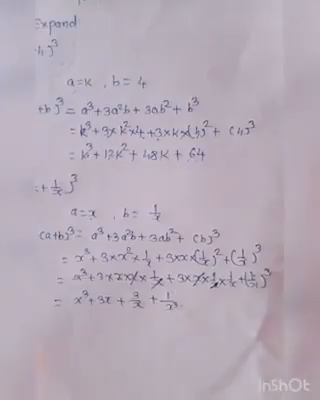 Expand
4)³
a=k , b=4
+b)³ = a³+3a²b+3ab²+b³
= k³+3×k²×4+3×k×(4)²+(4)³
= k³+12k²+48k+64
+ 1/x)³
a=x , b= 1/x
(a+b)³= a³+3a²b+3ab²+(b)³
= x³+3×x²×1/x+3×x×(1/x)²+(1/x)³
= x³+3×x×x×1/x+3×x×1/x×1/x+(1/x)³
= x³+3x+3/x+1/x³.
InShOt